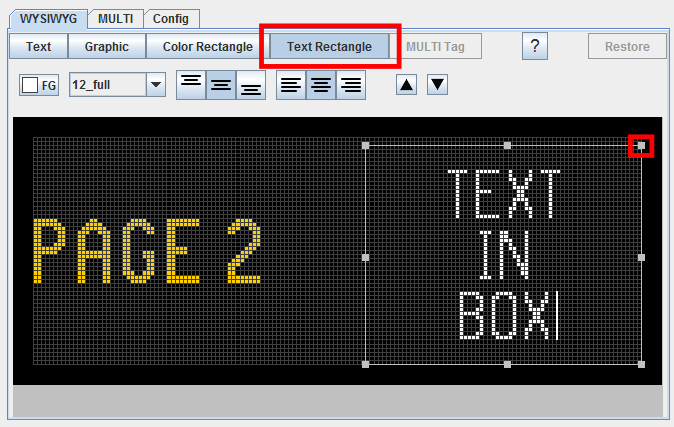 WYSIWYG MULTI Config
Text Graphic Color Rectangle Text Rectangle MULTI Tag ? Restore
FG 12_full
PAGE 2
TEXT
IN
BOX